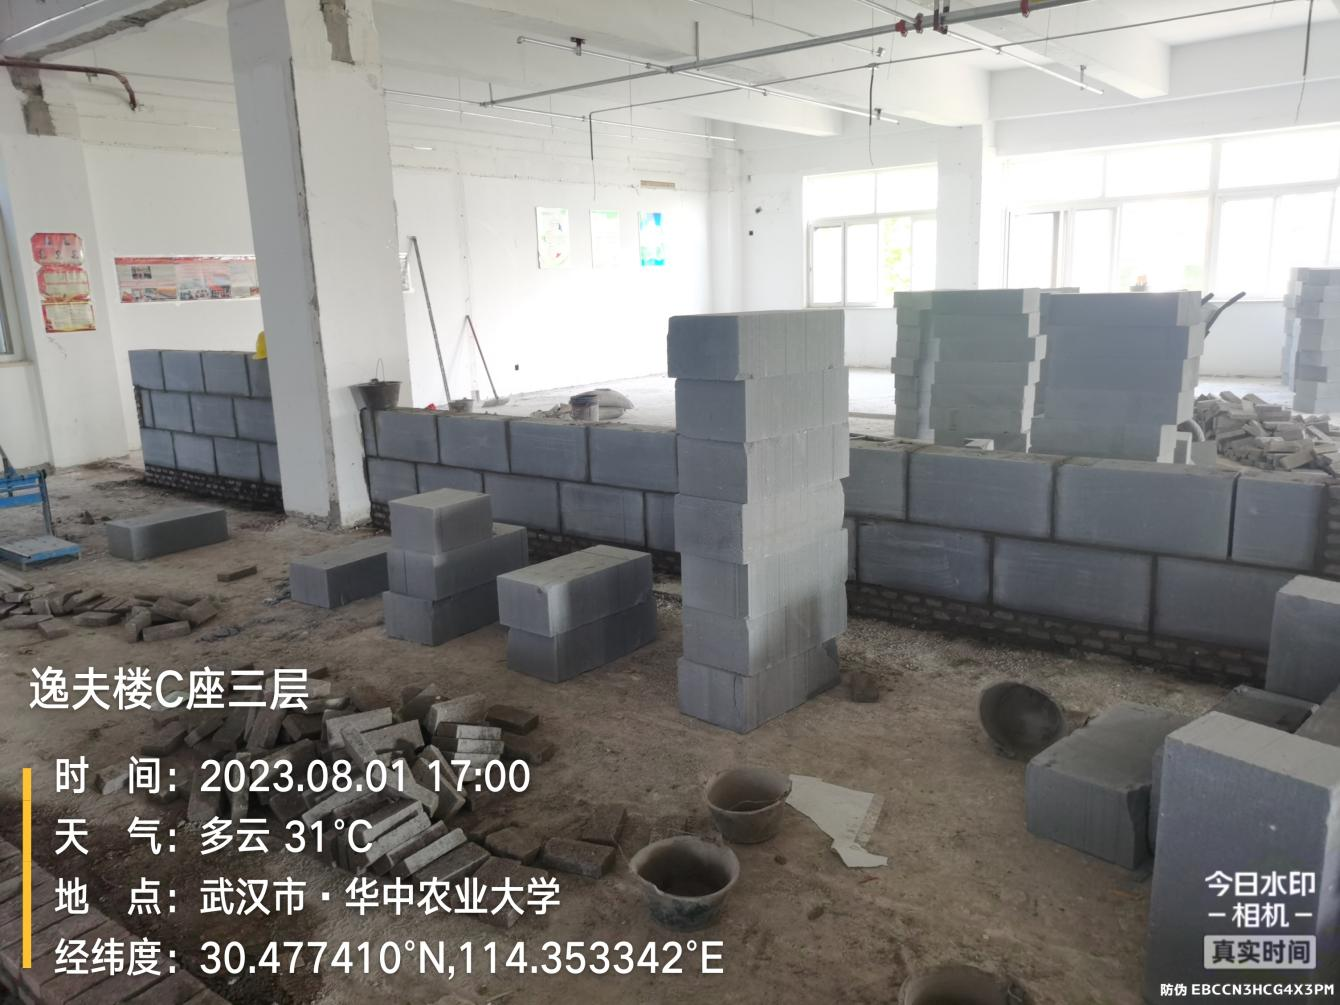 逸夫楼C座三层
时 间：2023.08.01 17:00
天 气：多云 31℃
地 点：武汉市·华中农业大学
经纬度：30.477410°N,114.353342°E
今日水印
相机
真实时间
防伪 EBCCN3HCG4X3PM